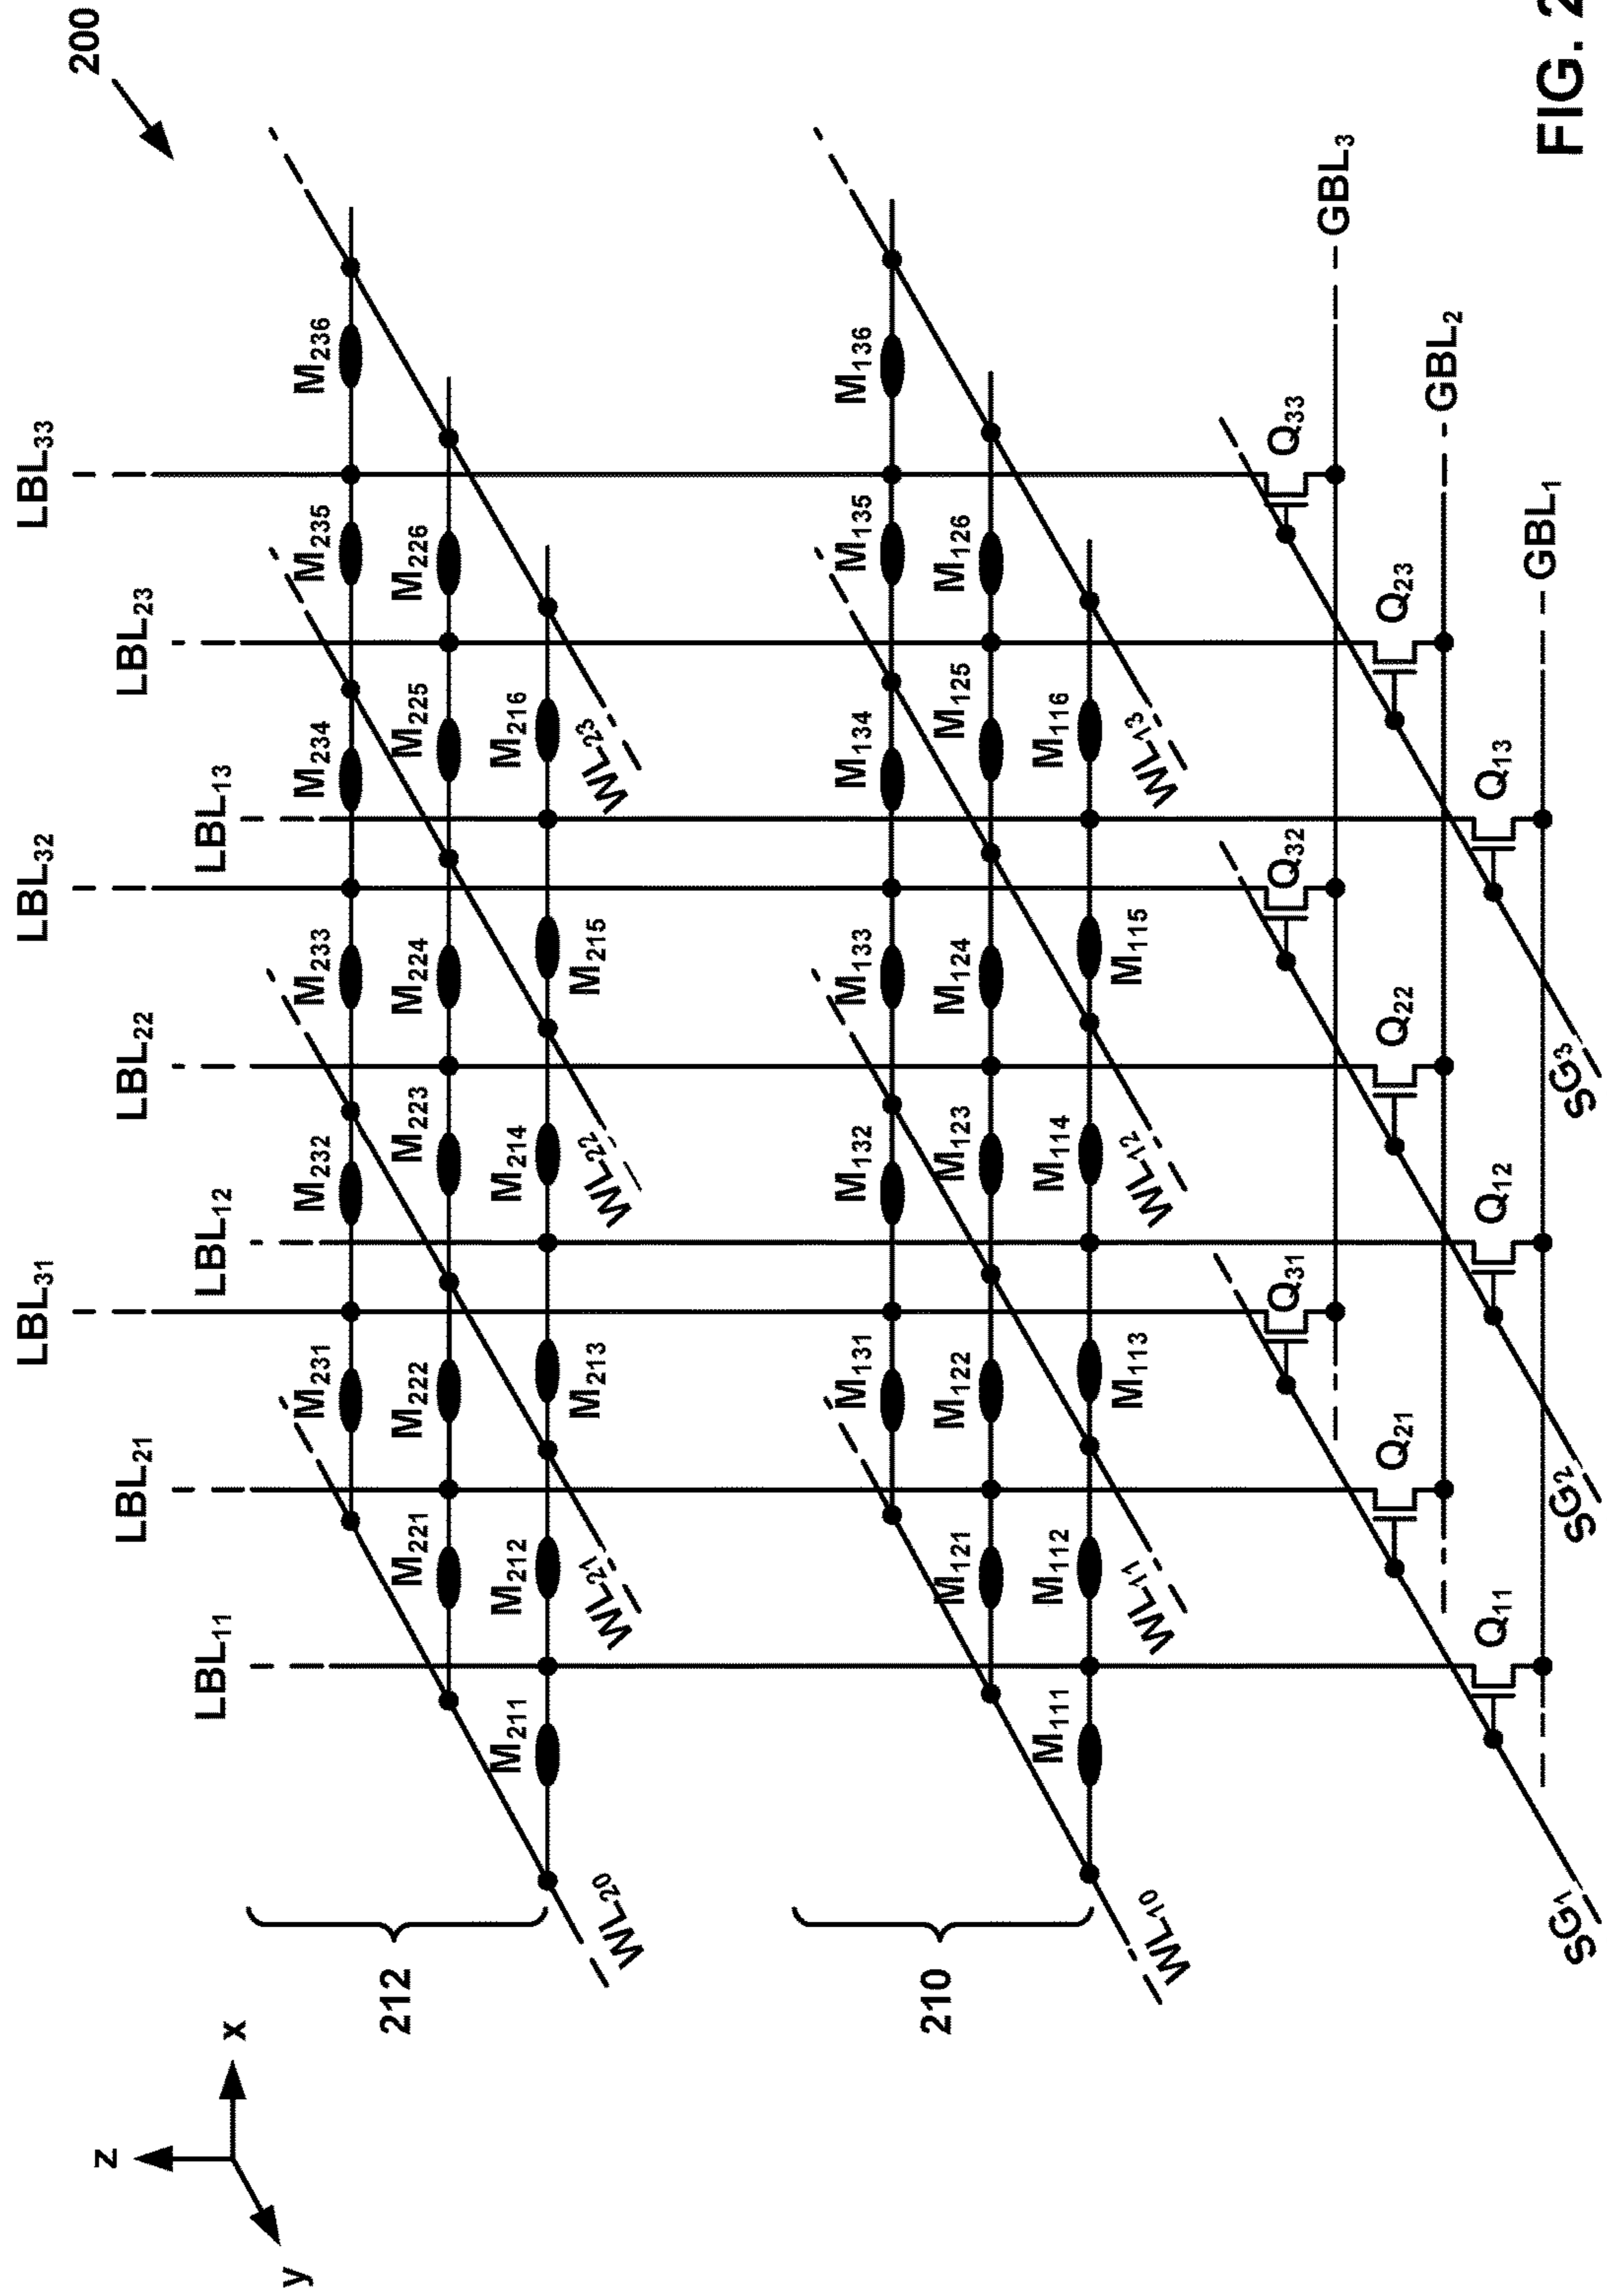 200
LBL31 LBL32 LBL33
LBL21 LBL22 LBL23
LBL11 LBL12 LBL13
z
x
y
212
M231 M232 M233 M234 M235 M236
M221 M222 M223 M224 M225 M226
M211 M212 M214 M216
M213 M215
WL20 WL21 WL22 WL23
210
M131 M132 M133 M134 M135 M136
M121 M122 M123 M124 M125 M126
M111 M112 M114 M116
M113 M115
WL10 WL11 WL12 WL13
Q31 Q32 Q33
GBL3
Q21 Q22 Q23
GBL2
Q11 Q12 Q13
GBL1
SG1 SG2 SG3
FIG. 2